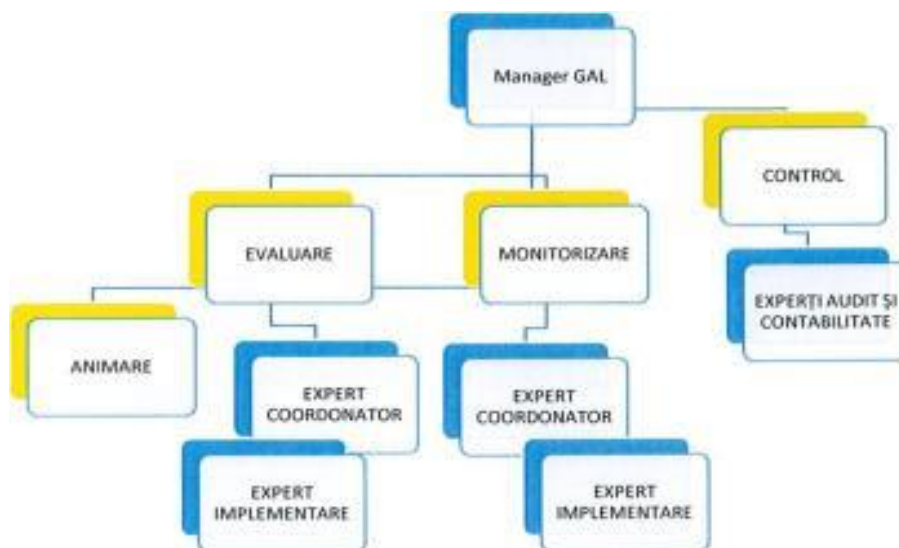 Manager GAL
CONTROL
EVALUARE
MONITORIZARE
EXPERȚI AUDIT ȘI
CONTABILITATE
ANIMARE
EXPERT
COORDONATOR
EXPERT
COORDONATOR
EXPERT
IMPLEMENTARE
EXPERT
IMPLEMENTARE